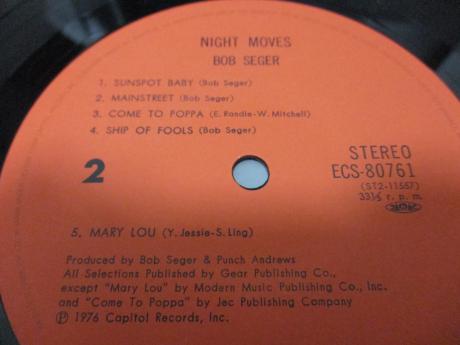 NIGHT MOVES
BOB SEGER
1. SUNSPOT BABY (Bob Seger)
2. MAINSTREET (Bob Seger)
3. COME TO POPPA (E. Randle-W. Mitchell)
4. SHIP OF FOOLS (Bob Seger)
2
STEREO
ECS-80761
(ST2-11557)
33⅓ r. p. m.
5. MARY LOU (Y. Jessie-S. Ling)
Produced by Bob Seger & Punch Andrews
All Selections Published by Gear Publishing Co.,
except "Mary Lou" by Modern Music Publishing Co., Inc.
and "Come To Poppa" by Jec Publishing Company
Ⓟ 1976 Capitol Records, Inc.